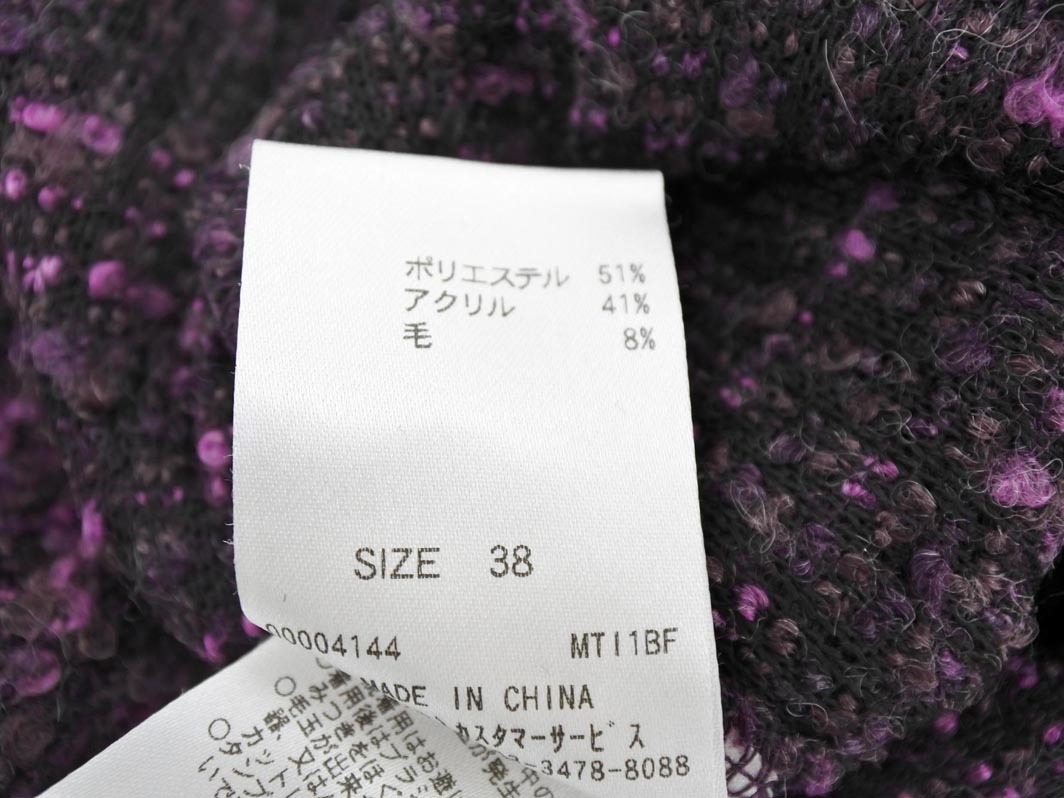 ポリエステル 51%
アクリル 41%
毛 8%
SIZE 38
00004144 MTI1BF
MADE IN CHINA
カスタマーサービス
-3478-8088